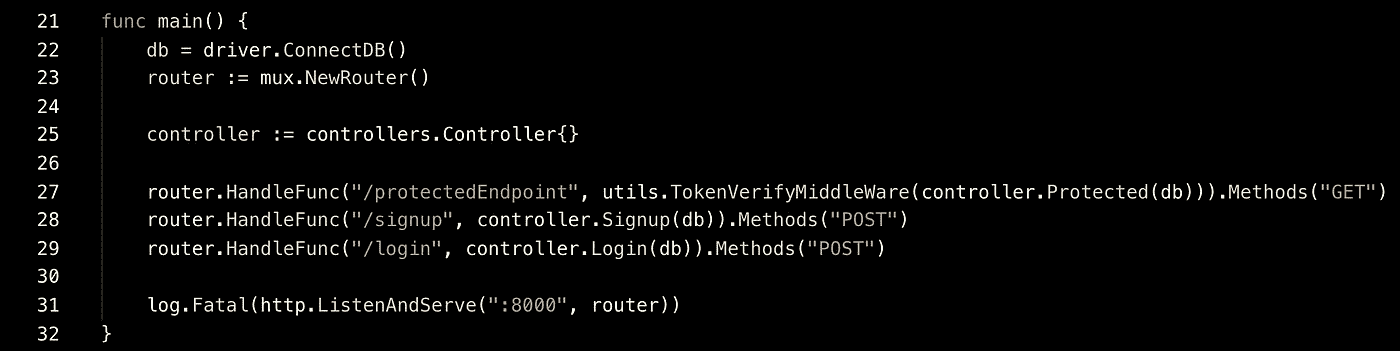 21 func main() {
22     db = driver.ConnectDB()
23     router := mux.NewRouter()
24
25     controller := controllers.Controller{}
26
27     router.HandleFunc("/protectedEndpoint", utils.TokenVerifyMiddleWare(controller.Protected(db))).Methods("GET")
28     router.HandleFunc("/signup", controller.Signup(db)).Methods("POST")
29     router.HandleFunc("/login", controller.Login(db)).Methods("POST")
30
31     log.Fatal(http.ListenAndServe(":8000", router))
32 }